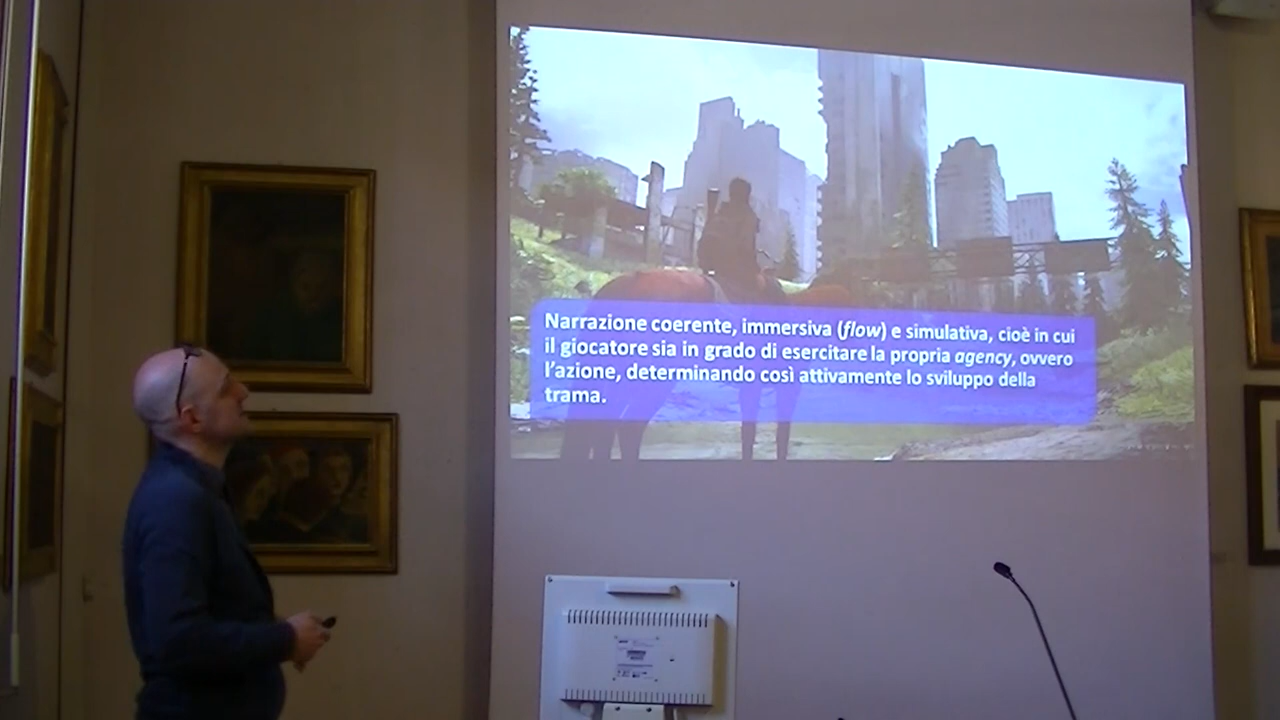 Narrazione coerente, immersiva (flow) e simulativa, cioè in cui
il giocatore sia in grado di esercitare la propria agency, ovvero
l'azione, determinando così attivamente lo sviluppo della
trama.